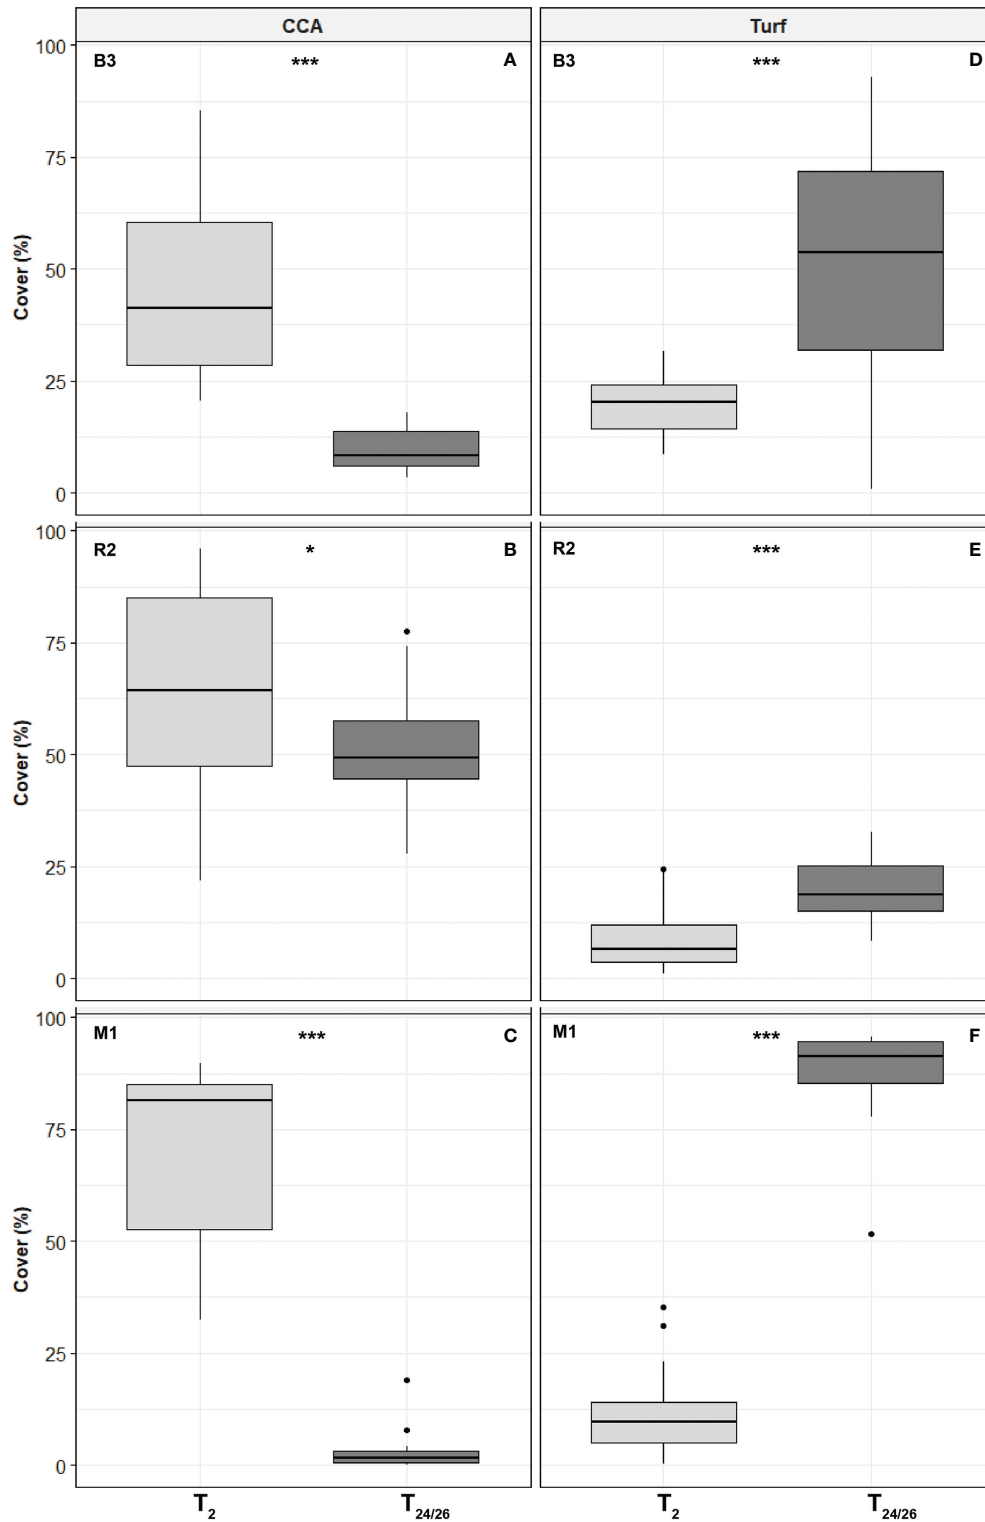 CCA Turf
100 B3 *** A B3 *** D
75
50
25
0
Cover (%)
100 R2 * B R2 *** E
75
50
25
0
Cover (%)
100 M1 *** C M1 *** F
75
50
25
0
Cover (%)
T2 T24/26 T2 T24/26